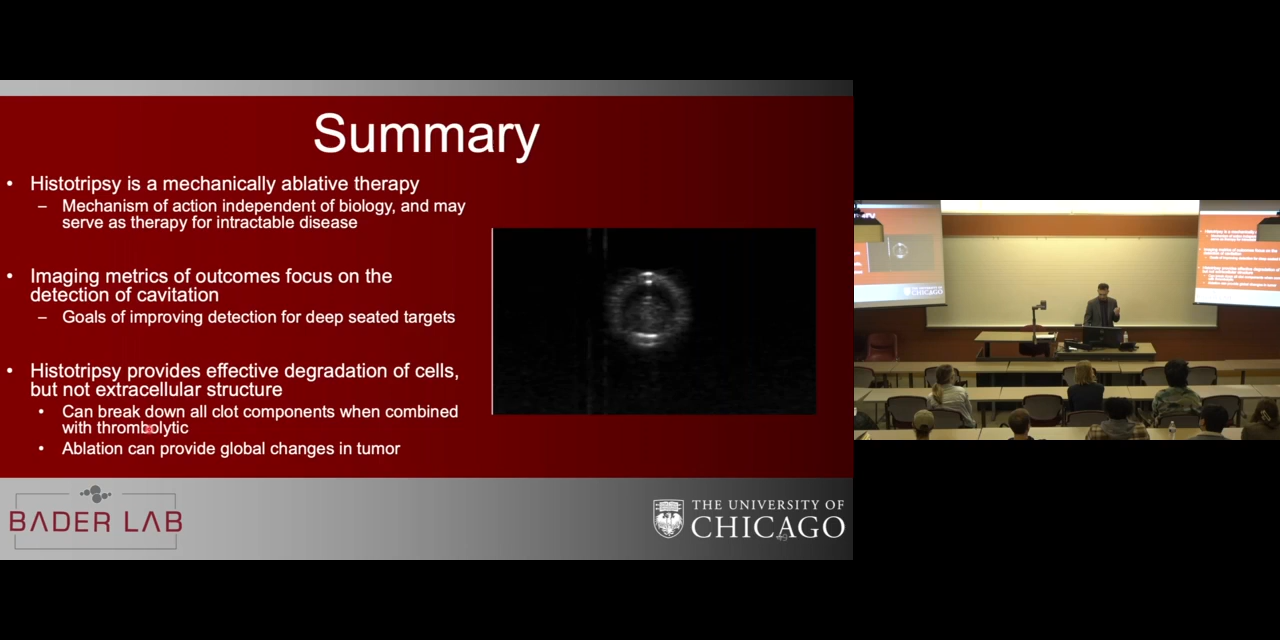 Summary
• Histotripsy is a mechanically ablative therapy
– Mechanism of action independent of biology, and may
serve as therapy for intractable disease
• Imaging metrics of outcomes focus on the
detection of cavitation
– Goals of improving detection for deep seated targets
• Histotripsy provides effective degradation of cells,
but not extracellular structure
• Can break down all clot components when combined
with thrombolytic
• Ablation can provide global changes in tumor
BADER LAB
THE UNIVERSITY OF
CHICAGO
49
CHICAGO